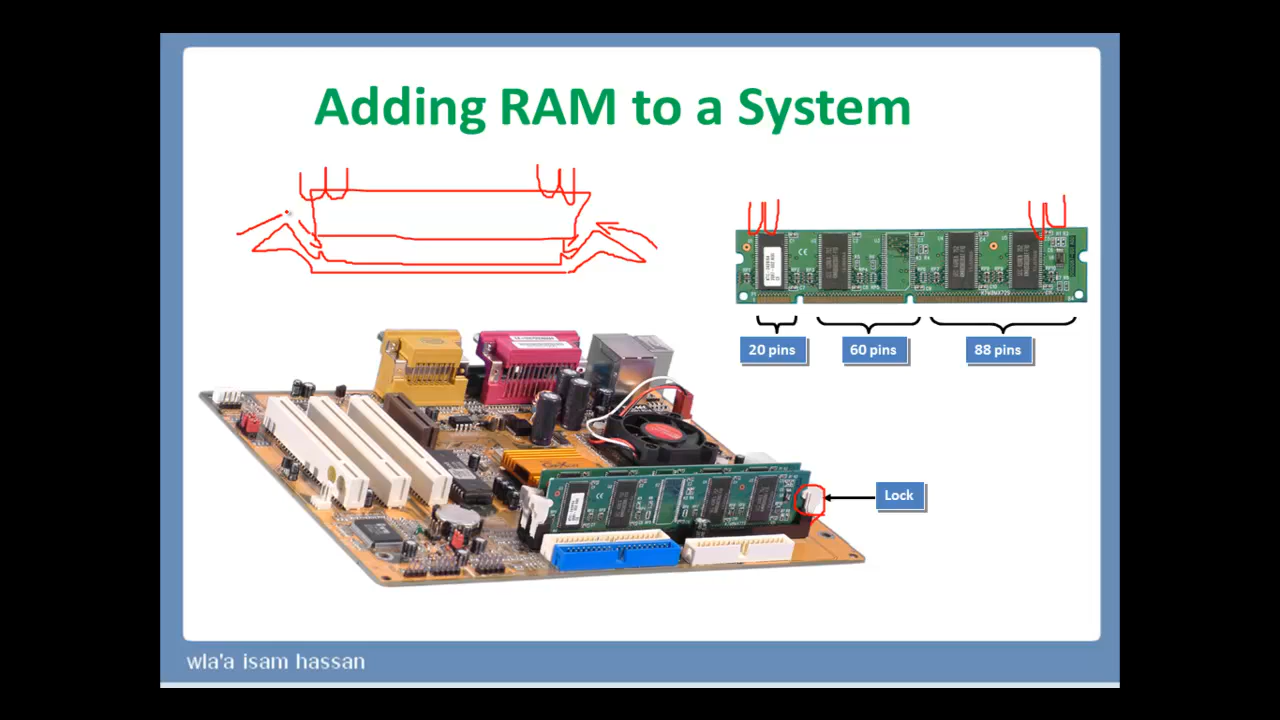 Adding RAM to a System
20 pins
60 pins
88 pins
Lock
wla'a isam hassan